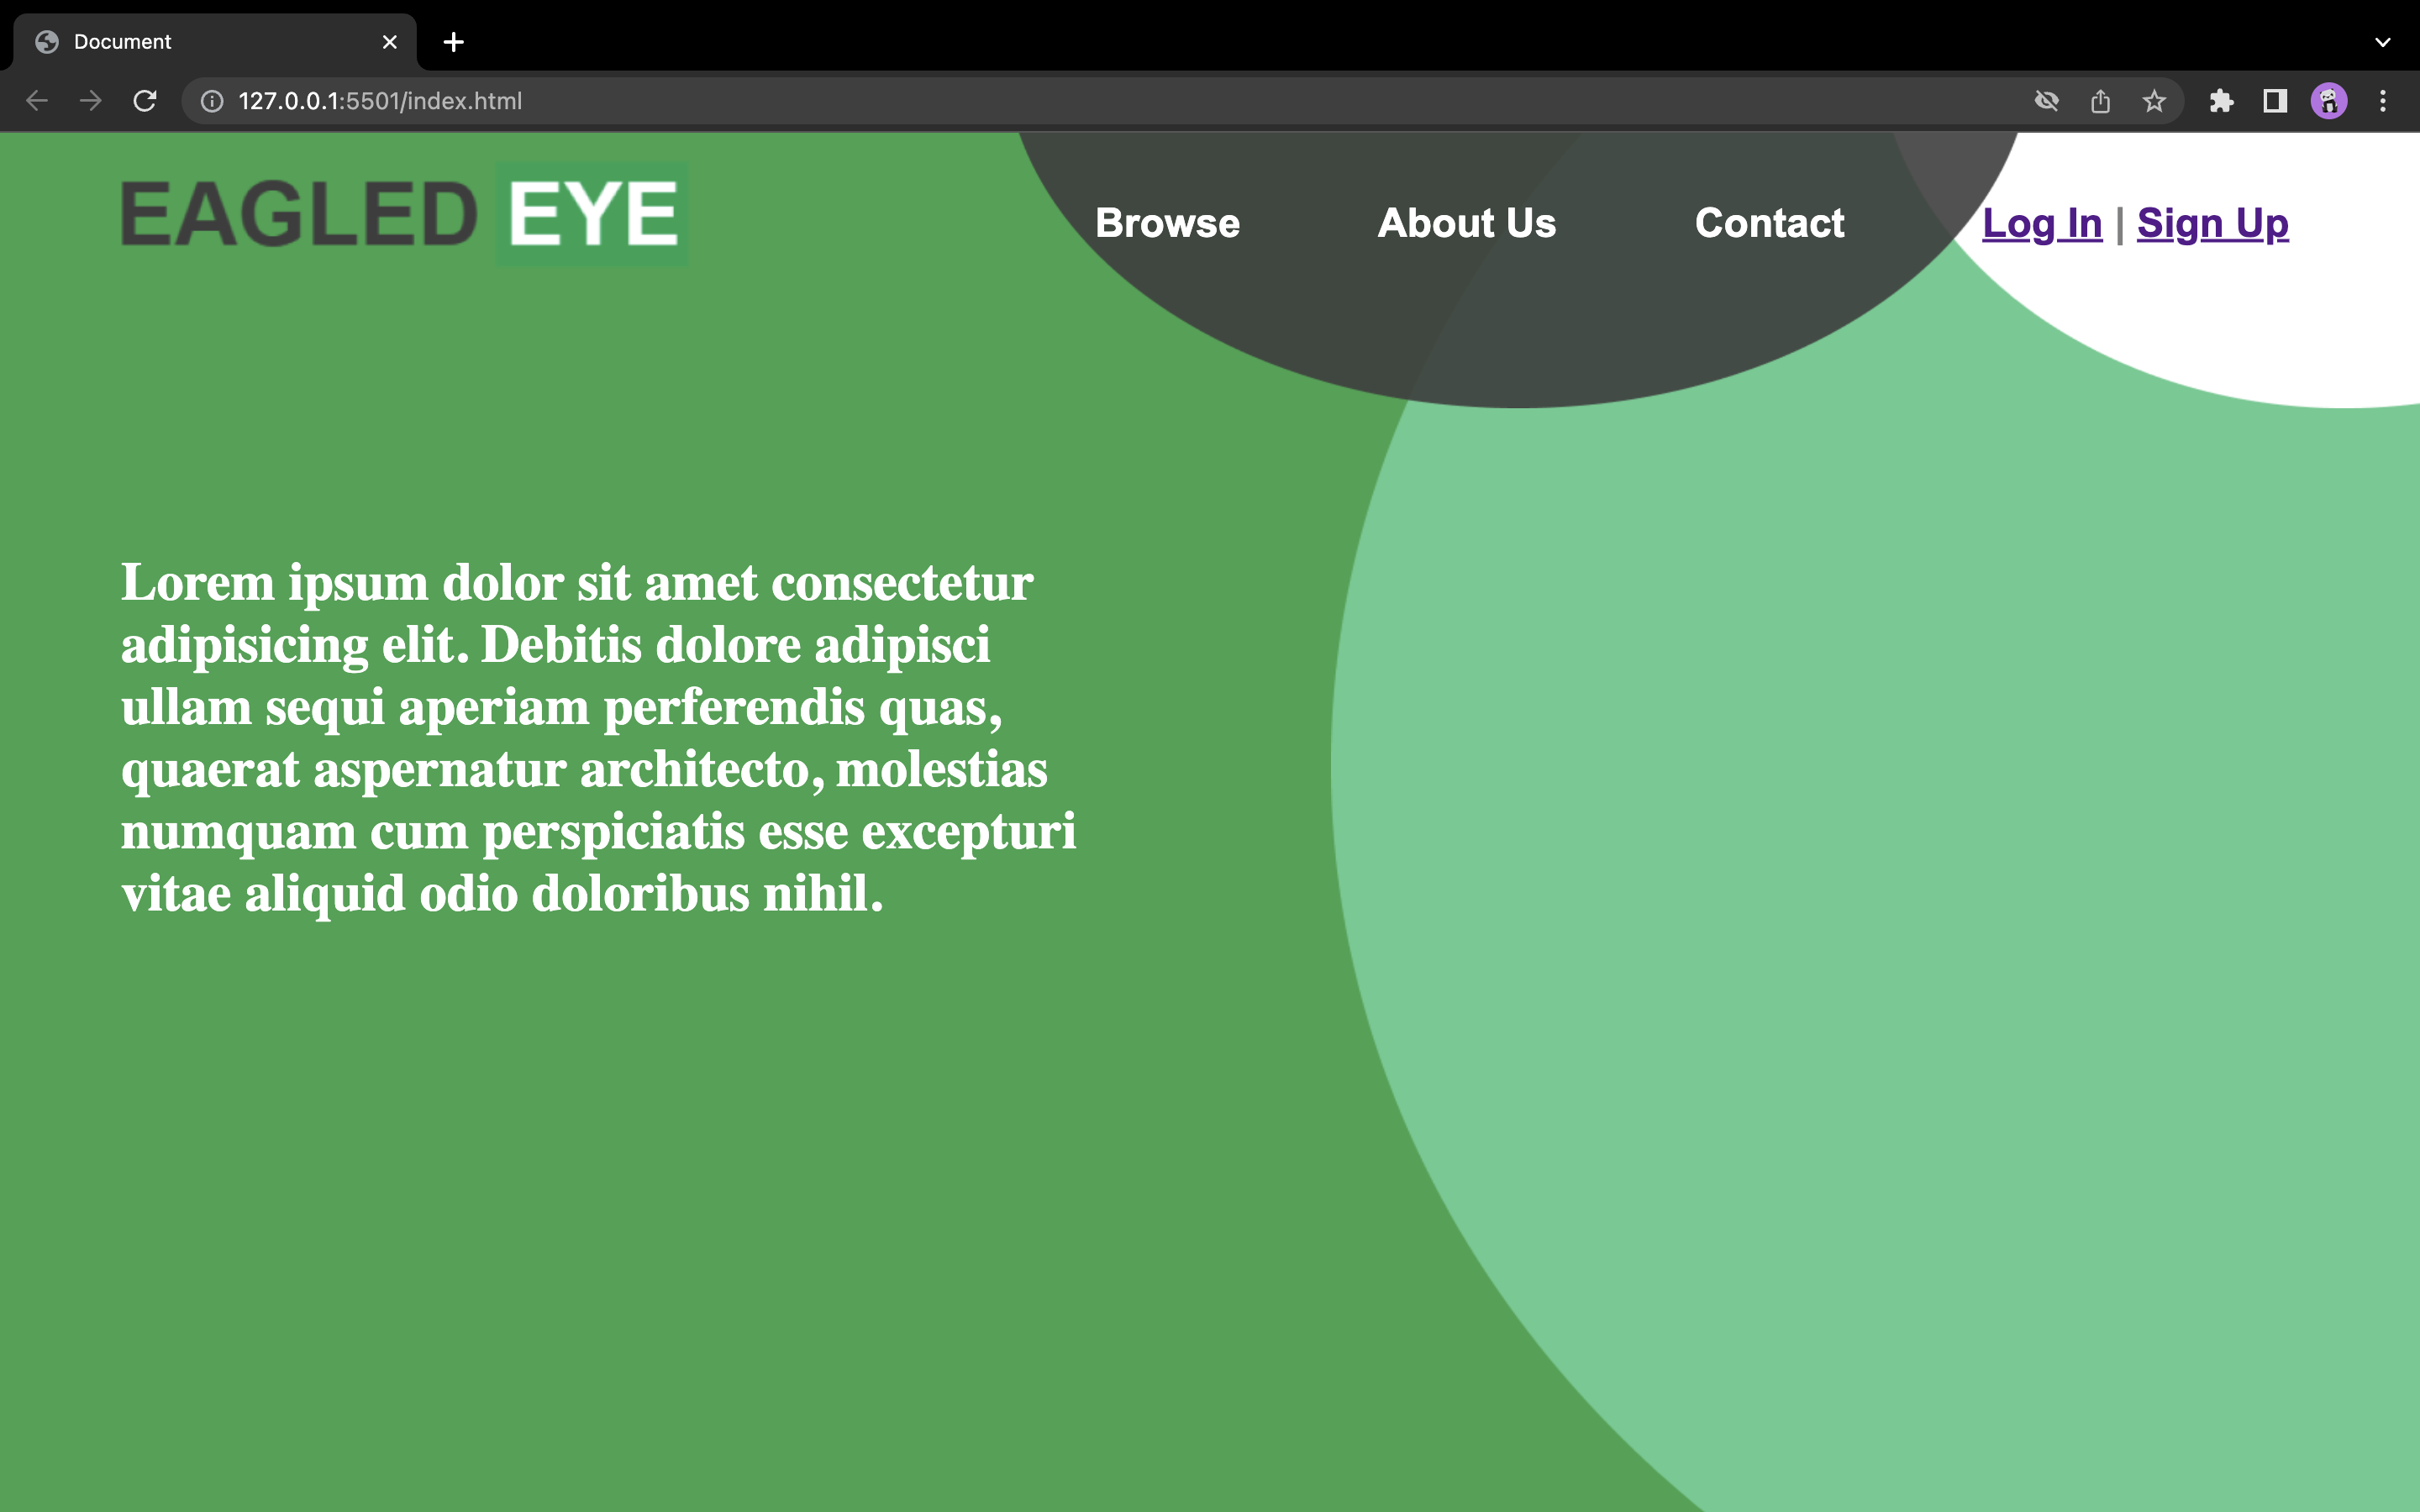 Document
127.0.0.1:5501/index.html
EAGLED EYE
Browse About Us Contact Log In | Sign Up
Lorem ipsum dolor sit amet consectetur
adipisicing elit. Debitis dolore adipisci
ullam sequi aperiam perferendis quas,
quaerat aspernatur architecto, molestias
numquam cum perspiciatis esse excepturi
vitae aliquid odio doloribus nihil.